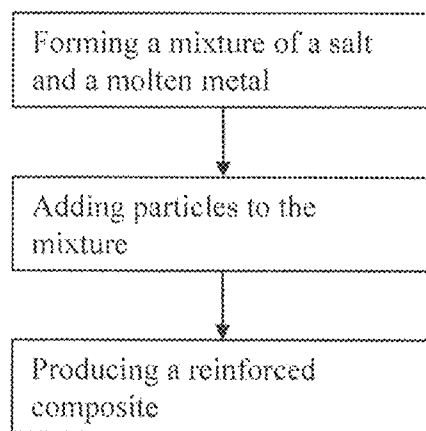 Forming a mixture of a salt
and a molten metal
Adding particles to the
mixture
Producing a reinforced
composite